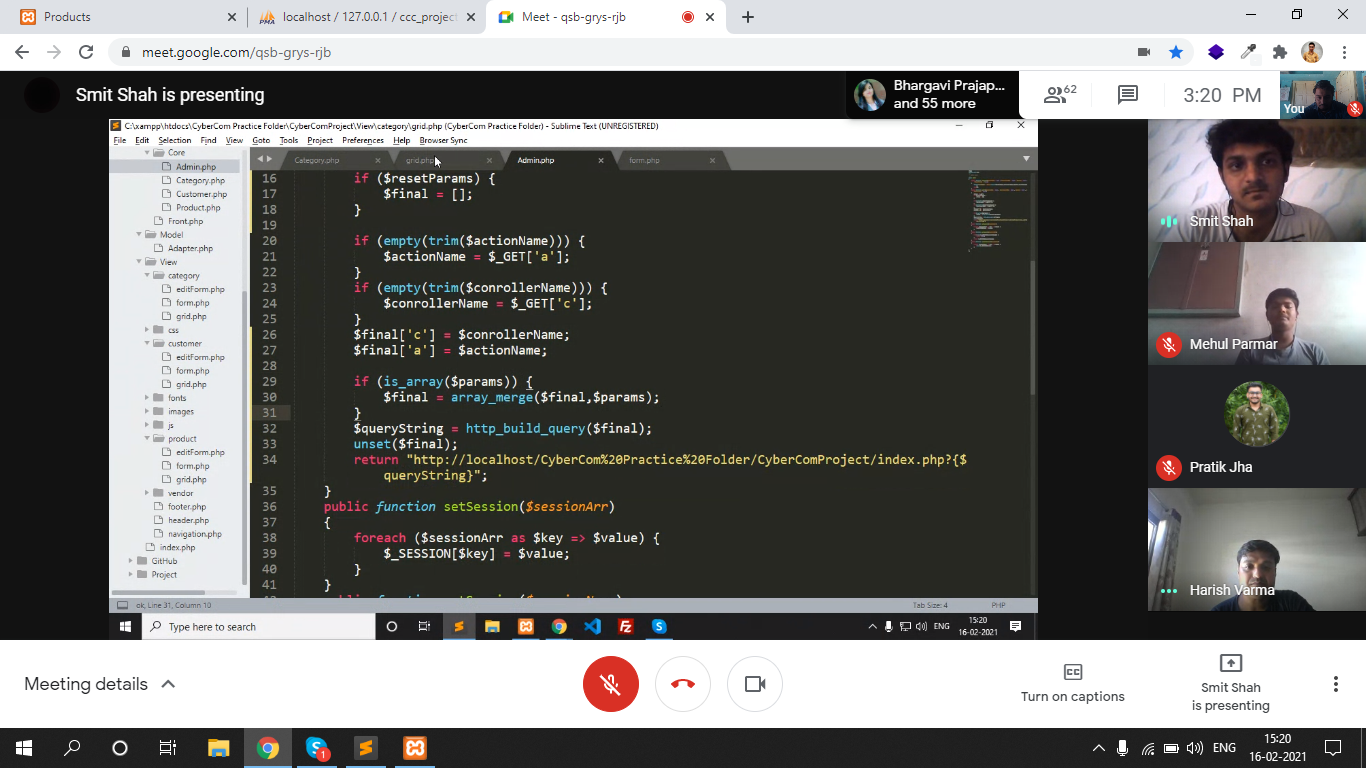 Products
localhost / 127.0.0.1 / ccc_project
Meet - qsb-grys-rjb
meet.google.com/qsb-grys-rjb
Smit Shah is presenting
Bhargavi Prajap...
and 55 more
62
3:20 PM
You
C:\xampp\htdocs\CyberCom Practice Folder\CyberComProject\View\category\grid.php (CyberCom Practice Folder) - Sublime Text (UNREGISTERED)
File Edit Selection Find View Goto Tools Project Preferences Help Browser Sync
Category.php
grid.php
Admin.php
form.php
Core
Admin.php
Category.php
Customer.php
Product.php
Front.php
Model
Adapter.php
View
category
editForm.php
form.php
grid.php
css
customer
editForm.php
form.php
grid.php
fonts
images
js
product
editForm.php
form.php
grid.php
vendor
footer.php
header.php
navigation.php
index.php
GitHub
Project
16 if ($resetParams) {
17 $final = [];
18 }
19
20 if (empty(trim($actionName))) {
21 $actionName = $_GET['a'];
22 }
23 if (empty(trim($conrollerName))) {
24 $conrollerName = $_GET['c'];
25 }
26 $final['c'] = $conrollerName;
27 $final['a'] = $actionName;
28
29 if (is_array($params)) {
30 $final = array_merge($final,$params);
31 }
32 $queryString = http_build_query($final);
33 unset($final);
34 return "http://localhost/CyberCom%20Practice%20Folder/CyberComProject/index.php?{$
queryString}";
35 }
36 public function setSession($sessionArr)
37 {
38 foreach ($sessionArr as $key => $value) {
39 $_SESSION[$key] = $value;
40 }
41 }
ok, Line 31, Column 10
Tab Size: 4
PHP
Type here to search
ENG
15:20
16-02-2021
Smit Shah
Mehul Parmar
Pratik Jha
Harish Varma
Meeting details
Turn on captions
Smit Shah
is presenting
1
ENG
15:20
16-02-2021